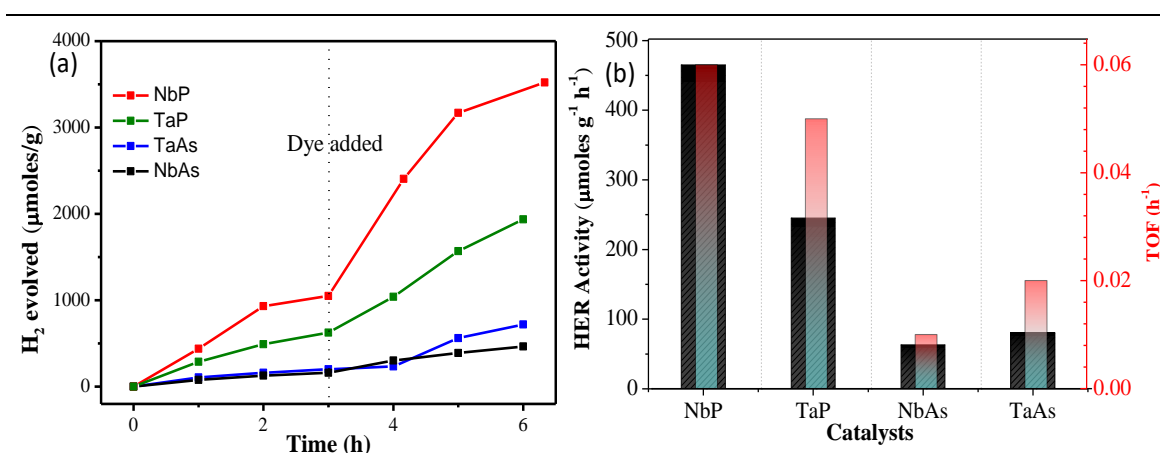 (a)
4000
3000
2000
1000
0
H2 evolved (μmoles/g)
NbP
TaP
TaAs
NbAs
Dye added
0 2 4 6
Time (h)
(b)
500
400
300
200
100
0
HER Activity (μmoles g-1 h-1)
0.06
0.04
0.02
0.00
TOF (h-1)
NbP TaP NbAs TaAs
Catalysts